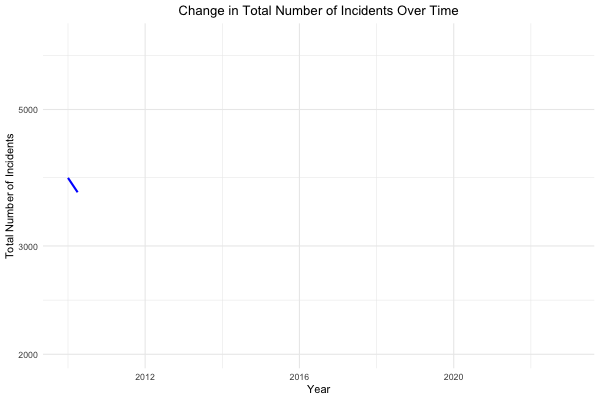 Change in Total Number of Incidents Over Time
Total Number of Incidents
5000
3000
2000
2012
2016
2020
Year